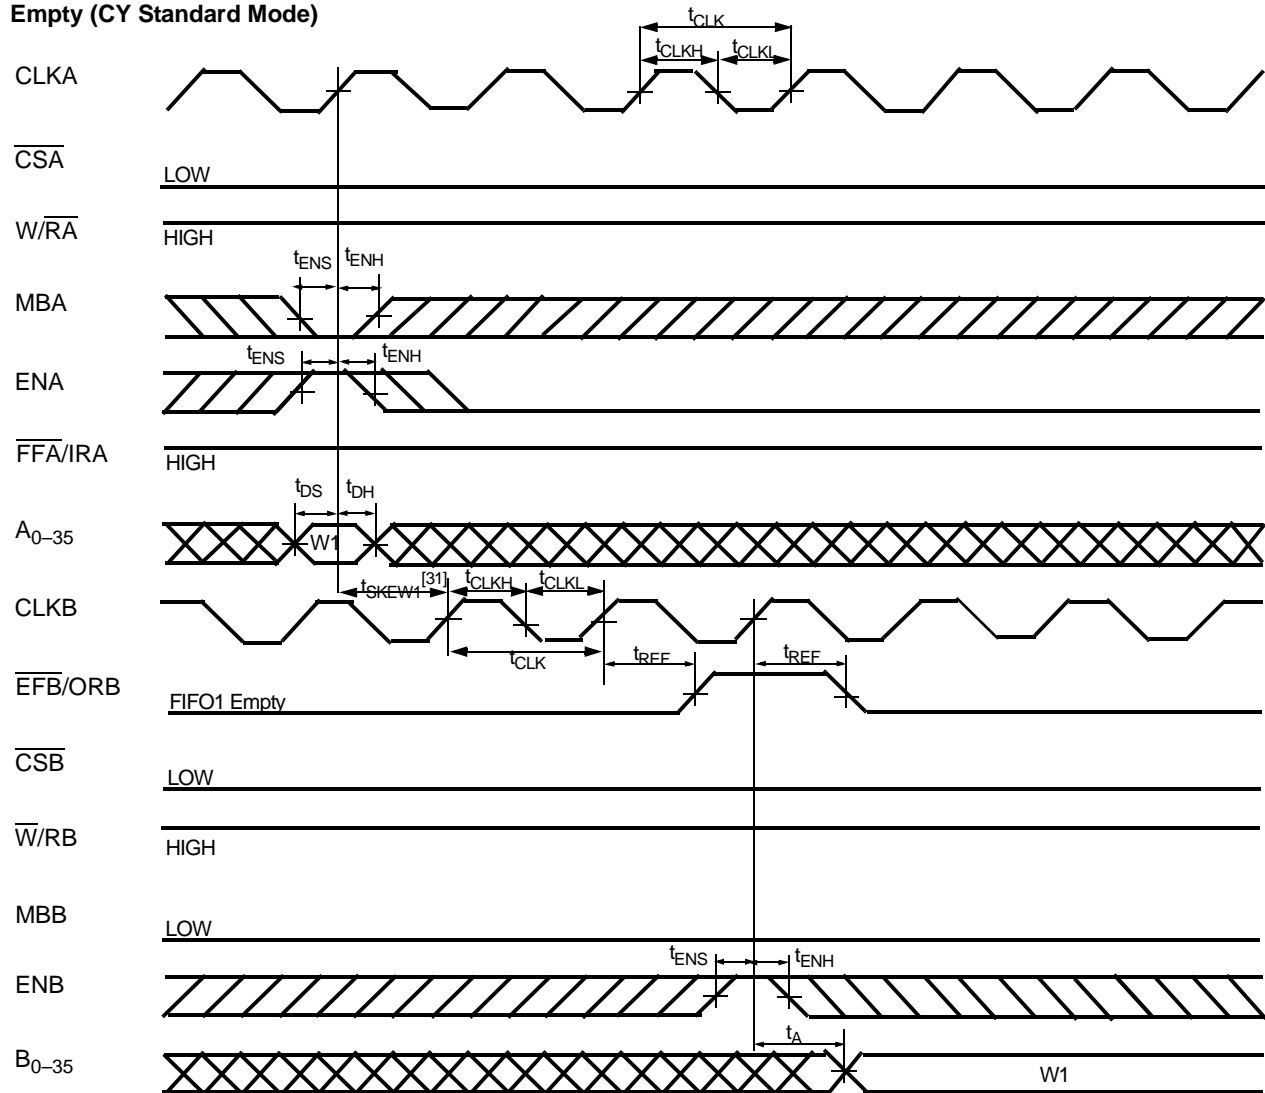 Empty (CY Standard Mode)
tCLK
tCLKH tCLKL
CLKA
CSA
LOW
W/RA
HIGH
tENS tENH
MBA
tENS tENH
ENA
FFA/IRA
HIGH
tDS tDH
A0–35
W1
tSKEW1[31] tCLKH tCLKL
CLKB
tCLK tREF tREF
EFB/ORB
FIFO1 Empty
CSB
LOW
W/RB
HIGH
MBB
LOW
tENS tENH
ENB
tA
B0–35
W1